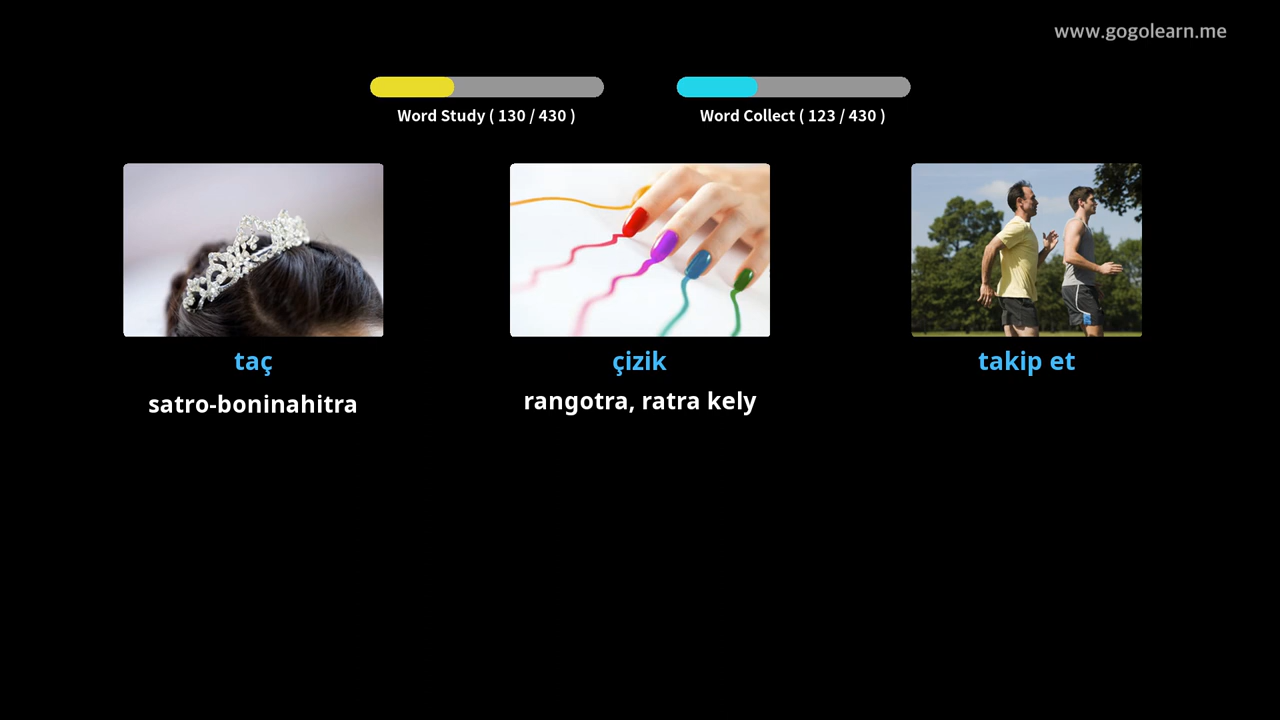 www.gogolearn.me
Word Study ( 130 / 430 )
Word Collect ( 123 / 430 )
taç
çizik
takip et
satro-boninahitra
rangotra, ratra kely